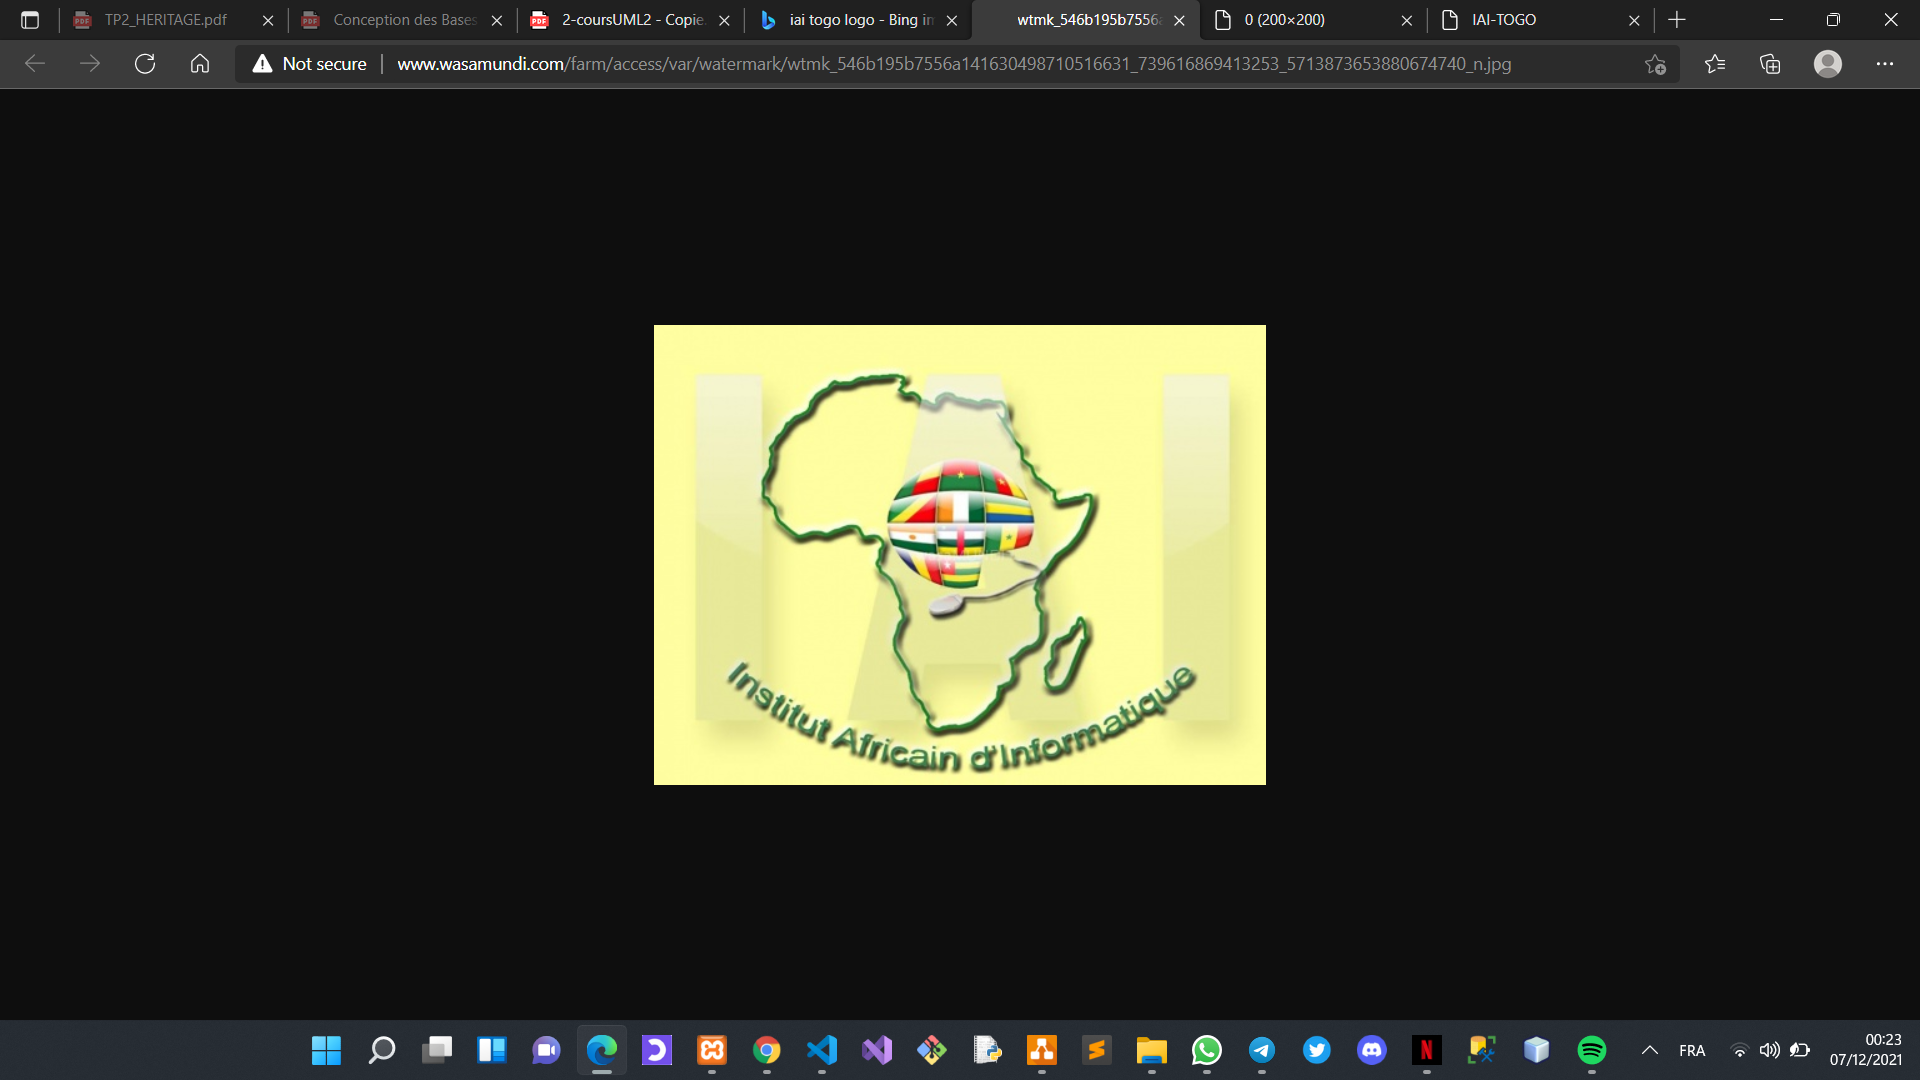 TP2_HERITAGE.pdf
Conception des Bases
2-coursUML2 - Copie
iai togo logo - Bing
wtmk_546b195b7556
0 (200×200)
IAI-TOGO
Not secure
www.wasamundi.com/farm/access/var/watermark/wtmk_546b195b7556a141630498710516631_739616869413253_5713873653880674740_n.jpg
IAI
Institut Africain d'Informatique
FRA
00:23
07/12/2021